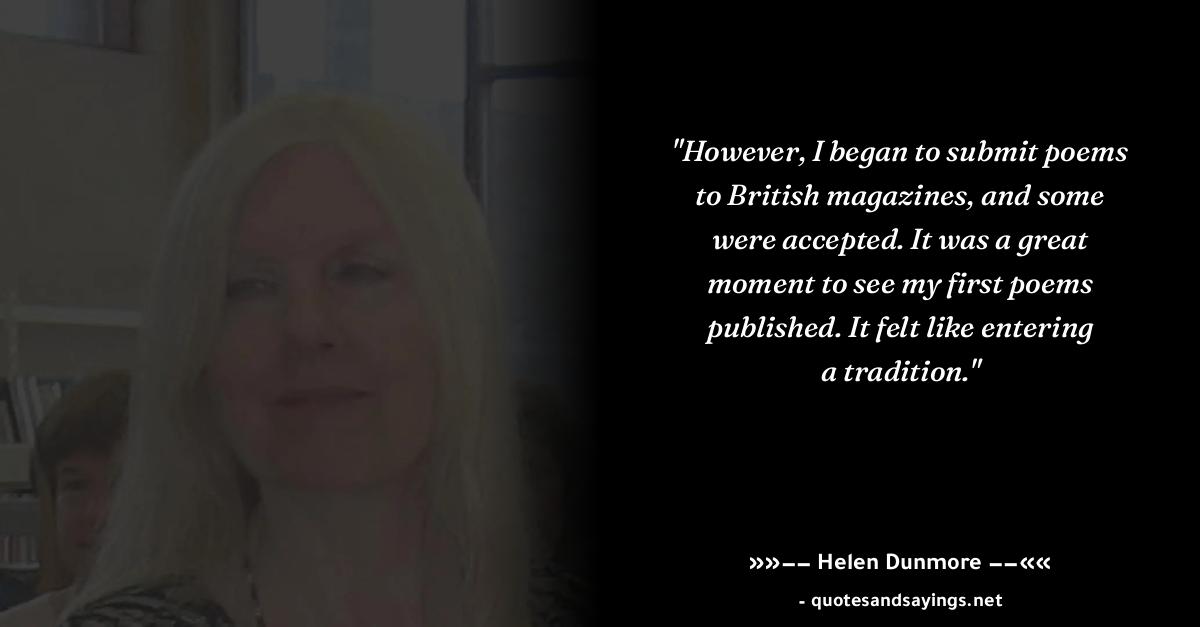 "However, I began to submit poems
to British magazines, and some
were accepted. It was a great
moment to see my first poems
published. It felt like entering
a tradition."
»»–– Helen Dunmore ––««
- quotesandsayings.net